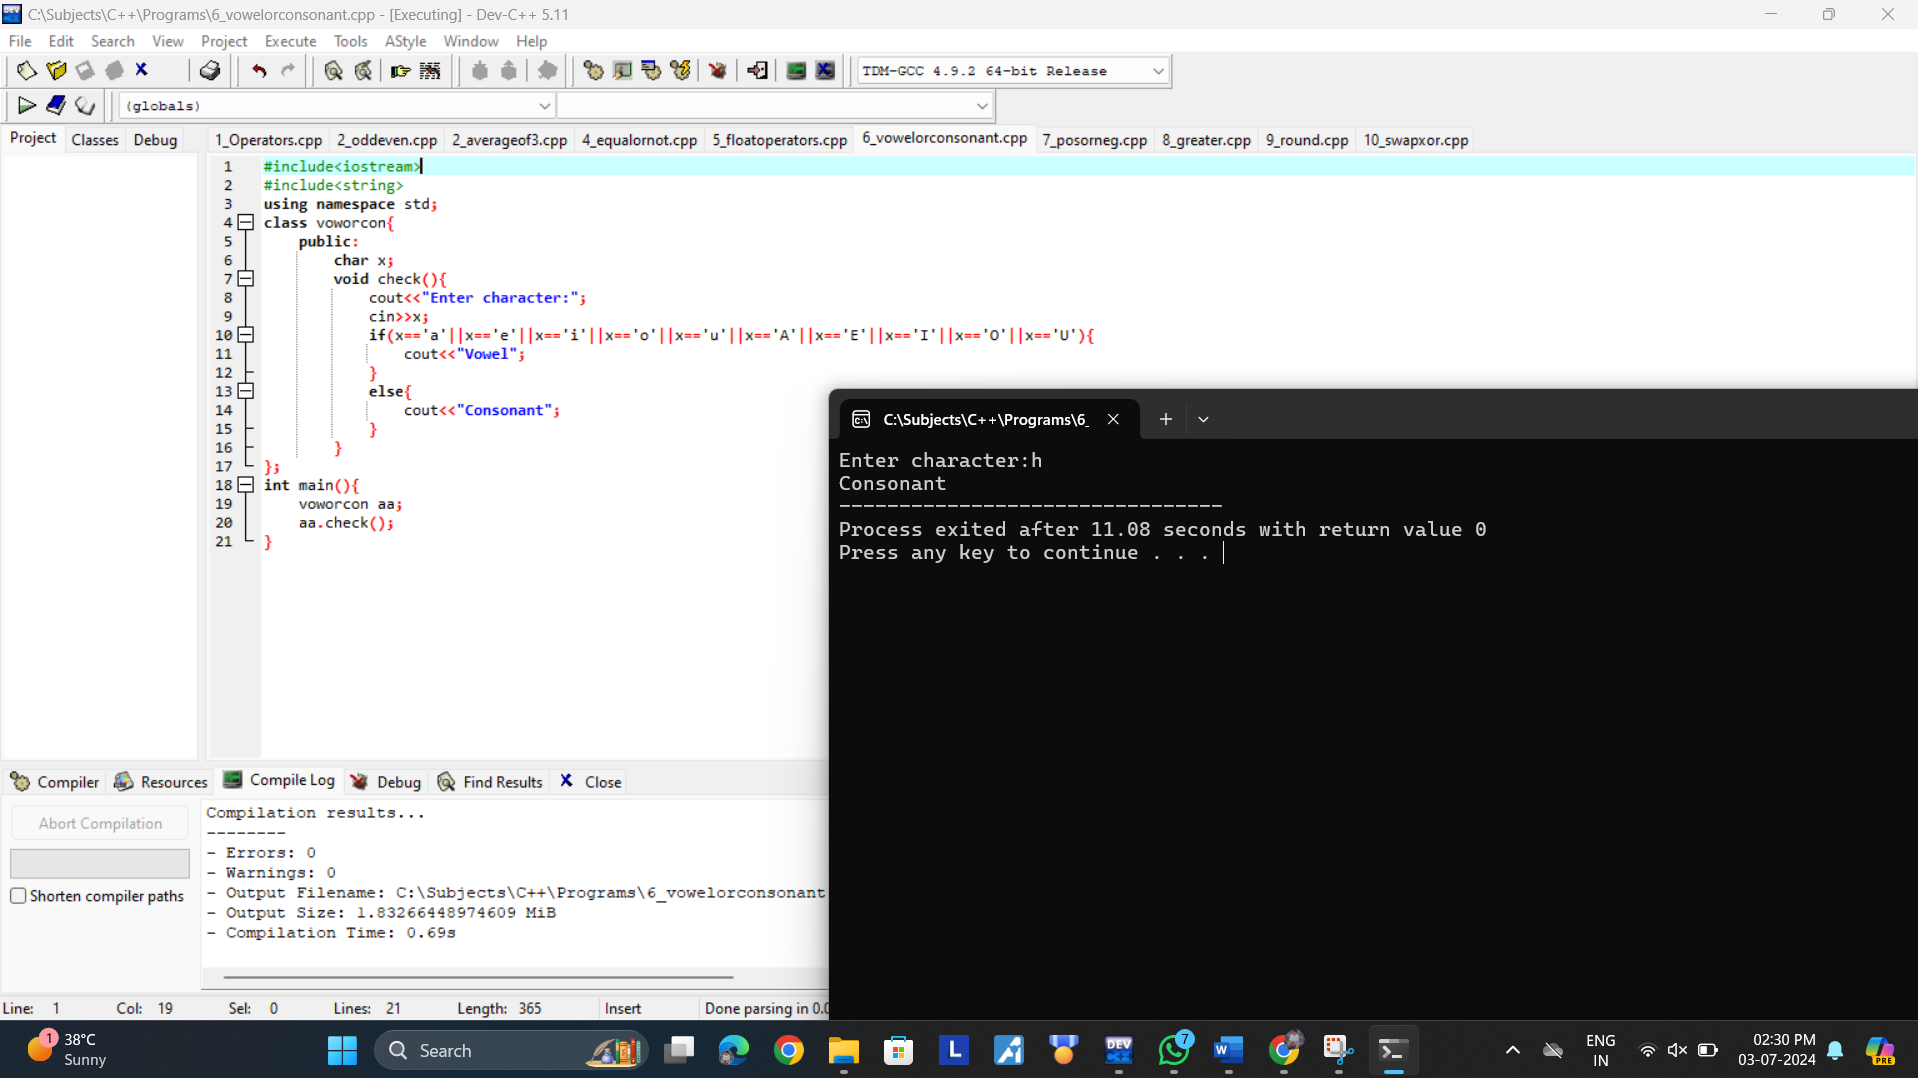 C:\Subjects\C++\Programs\6_vowelorconsonant.cpp - [Executing] - Dev-C++ 5.11
File Edit Search View Project Execute Tools AStyle Window Help
TDM-GCC 4.9.2 64-bit Release
(globals)
Project Classes Debug
1_Operators.cpp 2_oddeven.cpp 2_averageof3.cpp 4_equalornot.cpp 5_floatoperators.cpp 6_vowelorconsonant.cpp 7_posorneg.cpp 8_greater.cpp 9_round.cpp 10_swapxor.cpp
1 #include<iostream>
2 #include<string>
3 using namespace std;
4 class voworcon{
5 public:
6 char x;
7 void check(){
8 cout<<"Enter character:";
9 cin>>x;
10 if(x=='a'||x=='e'||x=='i'||x=='o'||x=='u'||x=='A'||x=='E'||x=='I'||x=='O'||x=='U'){
11 cout<<"Vowel";
12 }
13 else{
14 cout<<"Consonant";
15 }
16 }
17 };
18 int main(){
19 voworcon aa;
20 aa.check();
21 }
C:\Subjects\C++\Programs\6_
Enter character:h
Consonant
--------------------------------
Process exited after 11.08 seconds with return value 0
Press any key to continue . . .
Compiler Resources Compile Log Debug Find Results Close
Abort Compilation
Shorten compiler paths
Compilation results...
--------
- Errors: 0
- Warnings: 0
- Output Filename: C:\Subjects\C++\Programs\6_vowelorconsonant
- Output Size: 1.83266448974609 MiB
- Compilation Time: 0.69s
Line: 1 Col: 19 Sel: 0 Lines: 21 Length: 365 Insert Done parsing in 0.0
1
38°C
Sunny
Search
L
DEV
C++
7
W
ENG
IN
02:30 PM
03-07-2024
PRE